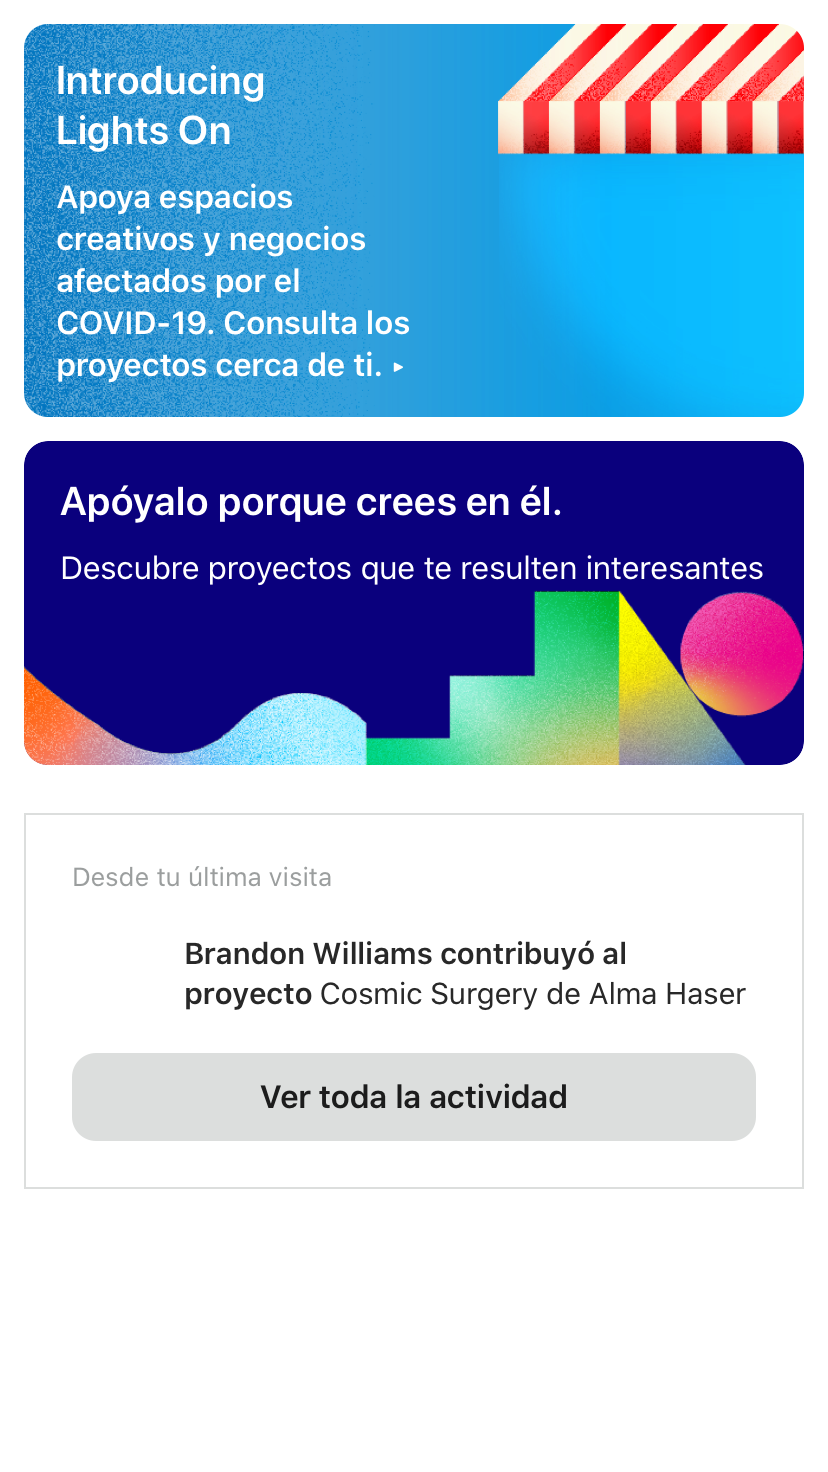 Introducing
Lights On
Apoya espacios
creativos y negocios
afectados por el
COVID-19. Consulta los
proyectos cerca de ti. ▸
Apóyalo porque crees en él.
Descubre proyectos que te resulten interesantes
Desde tu última visita
Brandon Williams contribuyó al
proyecto Cosmic Surgery de Alma Haser
Ver toda la actividad